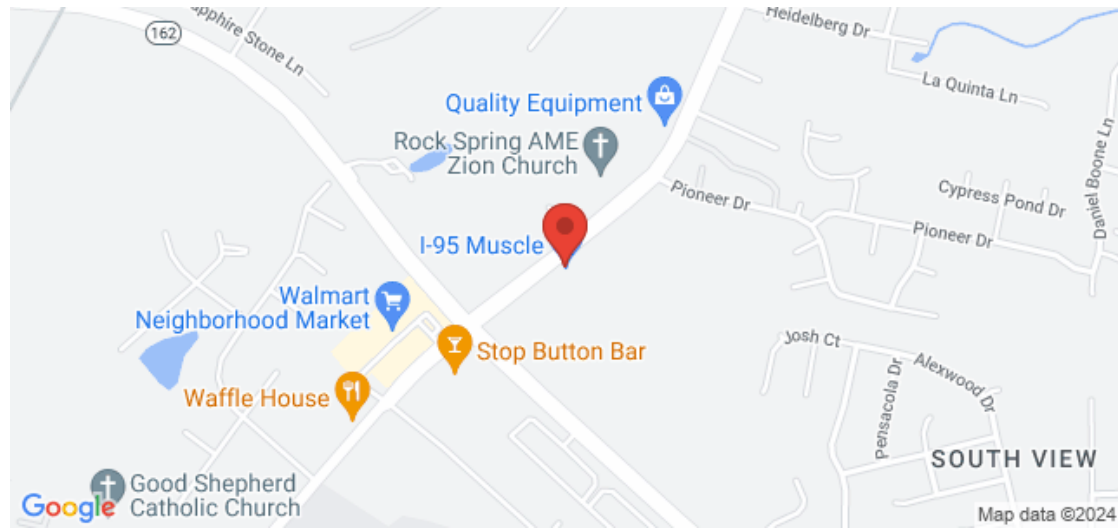 162
apphire Stone Ln
Heidelberg Dr
La Quinta Ln
Quality Equipment
Rock Spring AME
Zion Church
Pioneer Dr
Cypress Pond Dr
Daniel Boone Ln
Pioneer Dr
I-95 Muscle
Walmart
Neighborhood Market
Stop Button Bar
Josh Ct
Alexwood Dr
Pensacola Dr
Waffle House
SOUTH VIEW
Good Shepherd
Catholic Church
Google
Map data ©2024